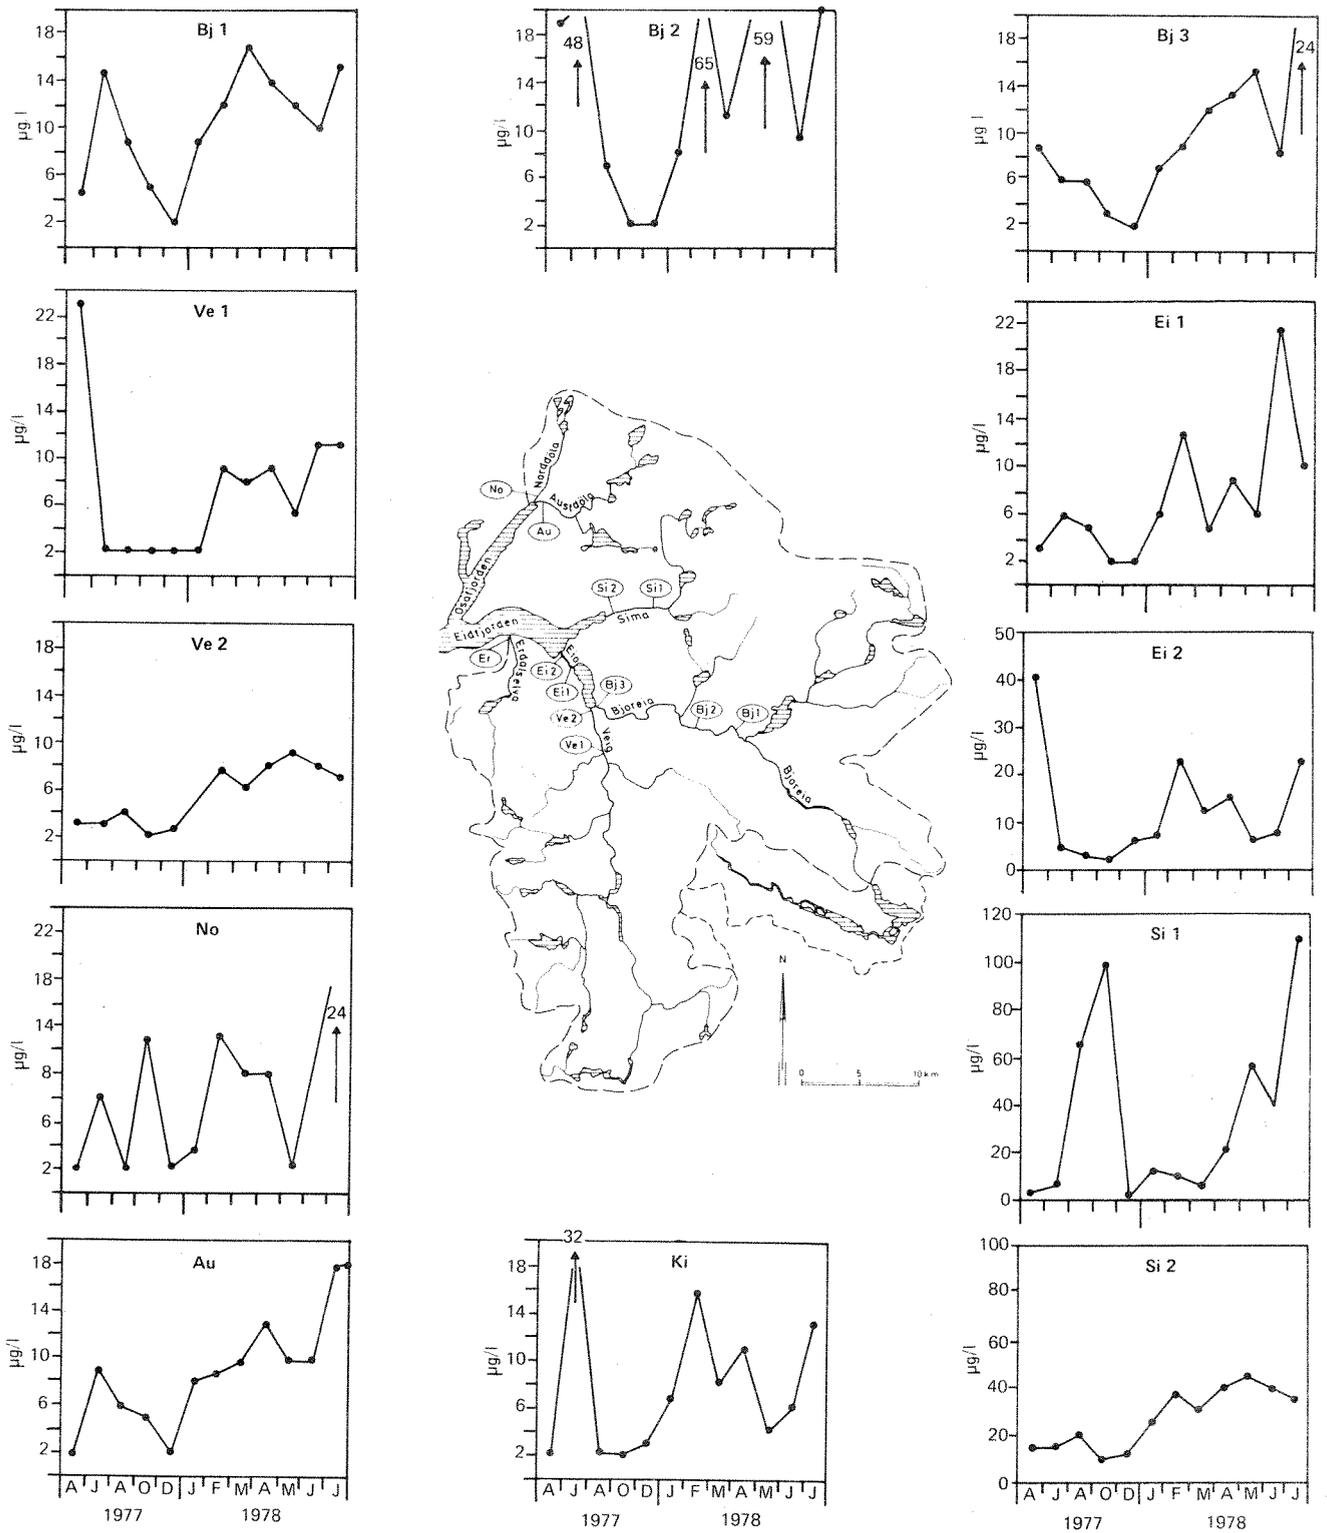 Bj 1
µg l
18
14
10
6
2
Bj 2
µg/l
18
14
10
6
2
48
65
59
Bj 3
µg l
18
14
10
6
2
24
Ve 1
µg/l
22
18
14
10
6
2
Ei 1
µg/l
22
18
14
10
6
2
Ve 2
µg/l
18
14
10
6
2
Ei 2
µg/l
50
40
30
20
10
0
No
µg/l
22
18
14
8
6
2
24
Si 1
µg/l
120
100
80
60
40
20
0
Norddøla
No
Austdøla
Au
Osafjorden
Si 2
Si 1
Sima
Eidfjorden
Er
Erdalselva
Eio
Ei 2
Ei 1
Bj 3
Bjoreia
Ve 2
Bj 2
Bj 1
Ve 1
Veig
Bjoreia
N
0 5 10 km
Au
µg/l
18
14
10
6
2
A J A O D J F M A M J J
1977 1978
Ki
µg/l
32
18
14
10
6
2
A J A O D J F M A M J J
1977 1978
Si 2
µg/l
100
80
60
40
20
0
A J A O D J F M A M J J
1977 1978